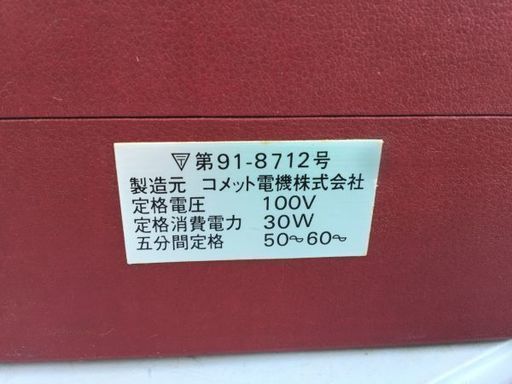 〒第91-8712号
製造元 コメット電機株式会社
定格電圧 100V
定格消費電力 30W
五分間定格 50~60~